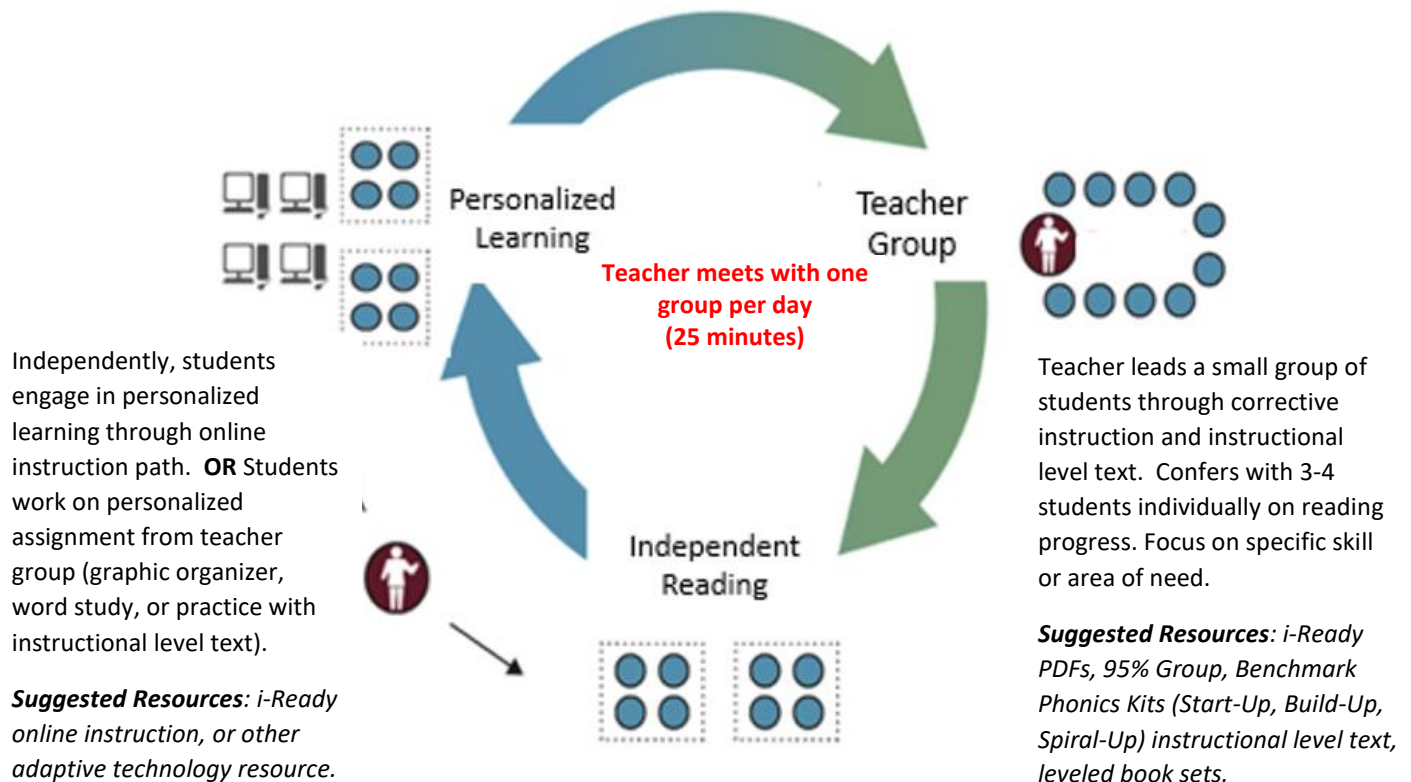 Personalized
Learning
Teacher
Group
Teacher meets with one
group per day
(25 minutes)
Independent
Reading
Independently, students
engage in personalized
learning through online
instruction path. OR Students
work on personalized
assignment from teacher
group (graphic organizer,
word study, or practice with
instructional level text).
Suggested Resources: i-Ready
online instruction, or other
adaptive technology resource.
Teacher leads a small group of
students through corrective
instruction and instructional
level text. Confers with 3-4
students individually on reading
progress. Focus on specific skill
or area of need.
Suggested Resources: i-Ready
PDFs, 95% Group, Benchmark
Phonics Kits (Start-Up, Build-Up,
Spiral-Up) instructional level text,
leveled book sets.